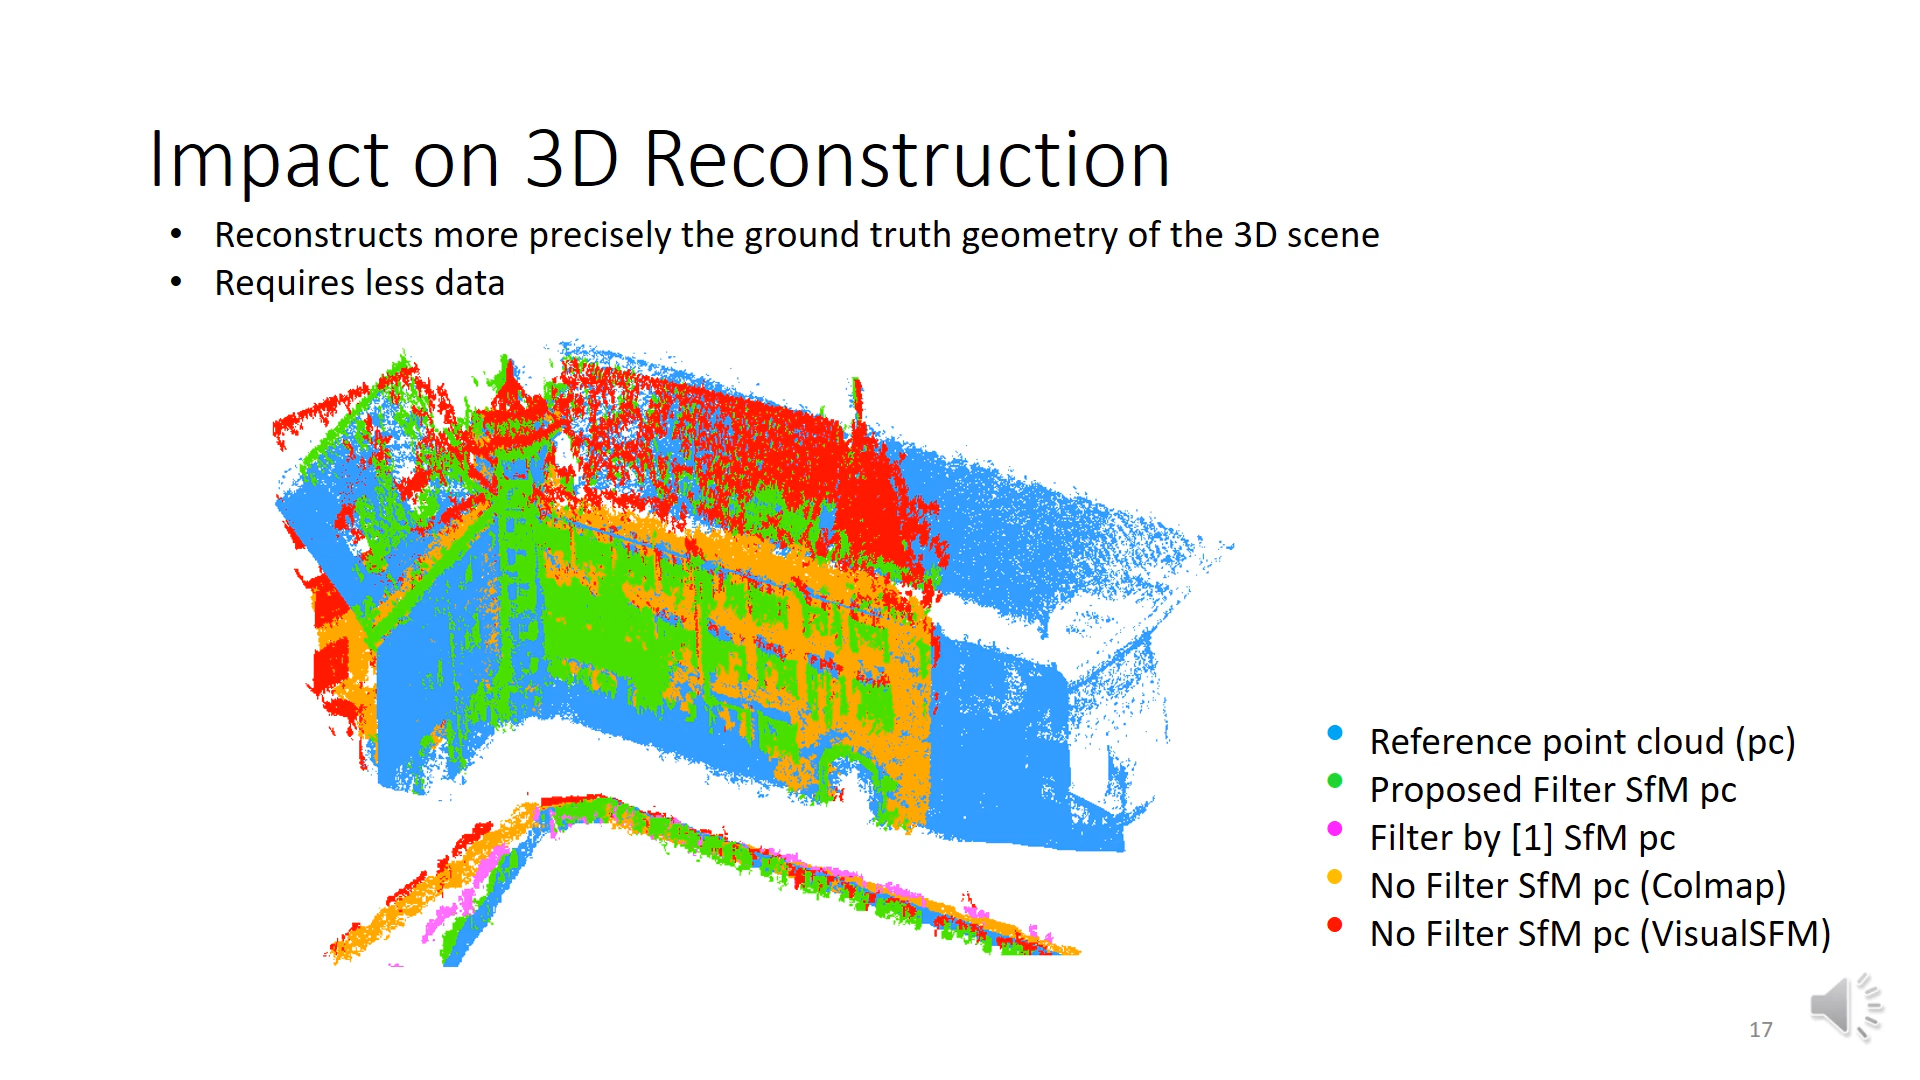 Impact on 3D Reconstruction
• Reconstructs more precisely the ground truth geometry of the 3D scene
• Requires less data
• Reference point cloud (pc)
• Proposed Filter SfM pc
• Filter by [1] SfM pc
• No Filter SfM pc (Colmap)
• No Filter SfM pc (VisualSFM)
17